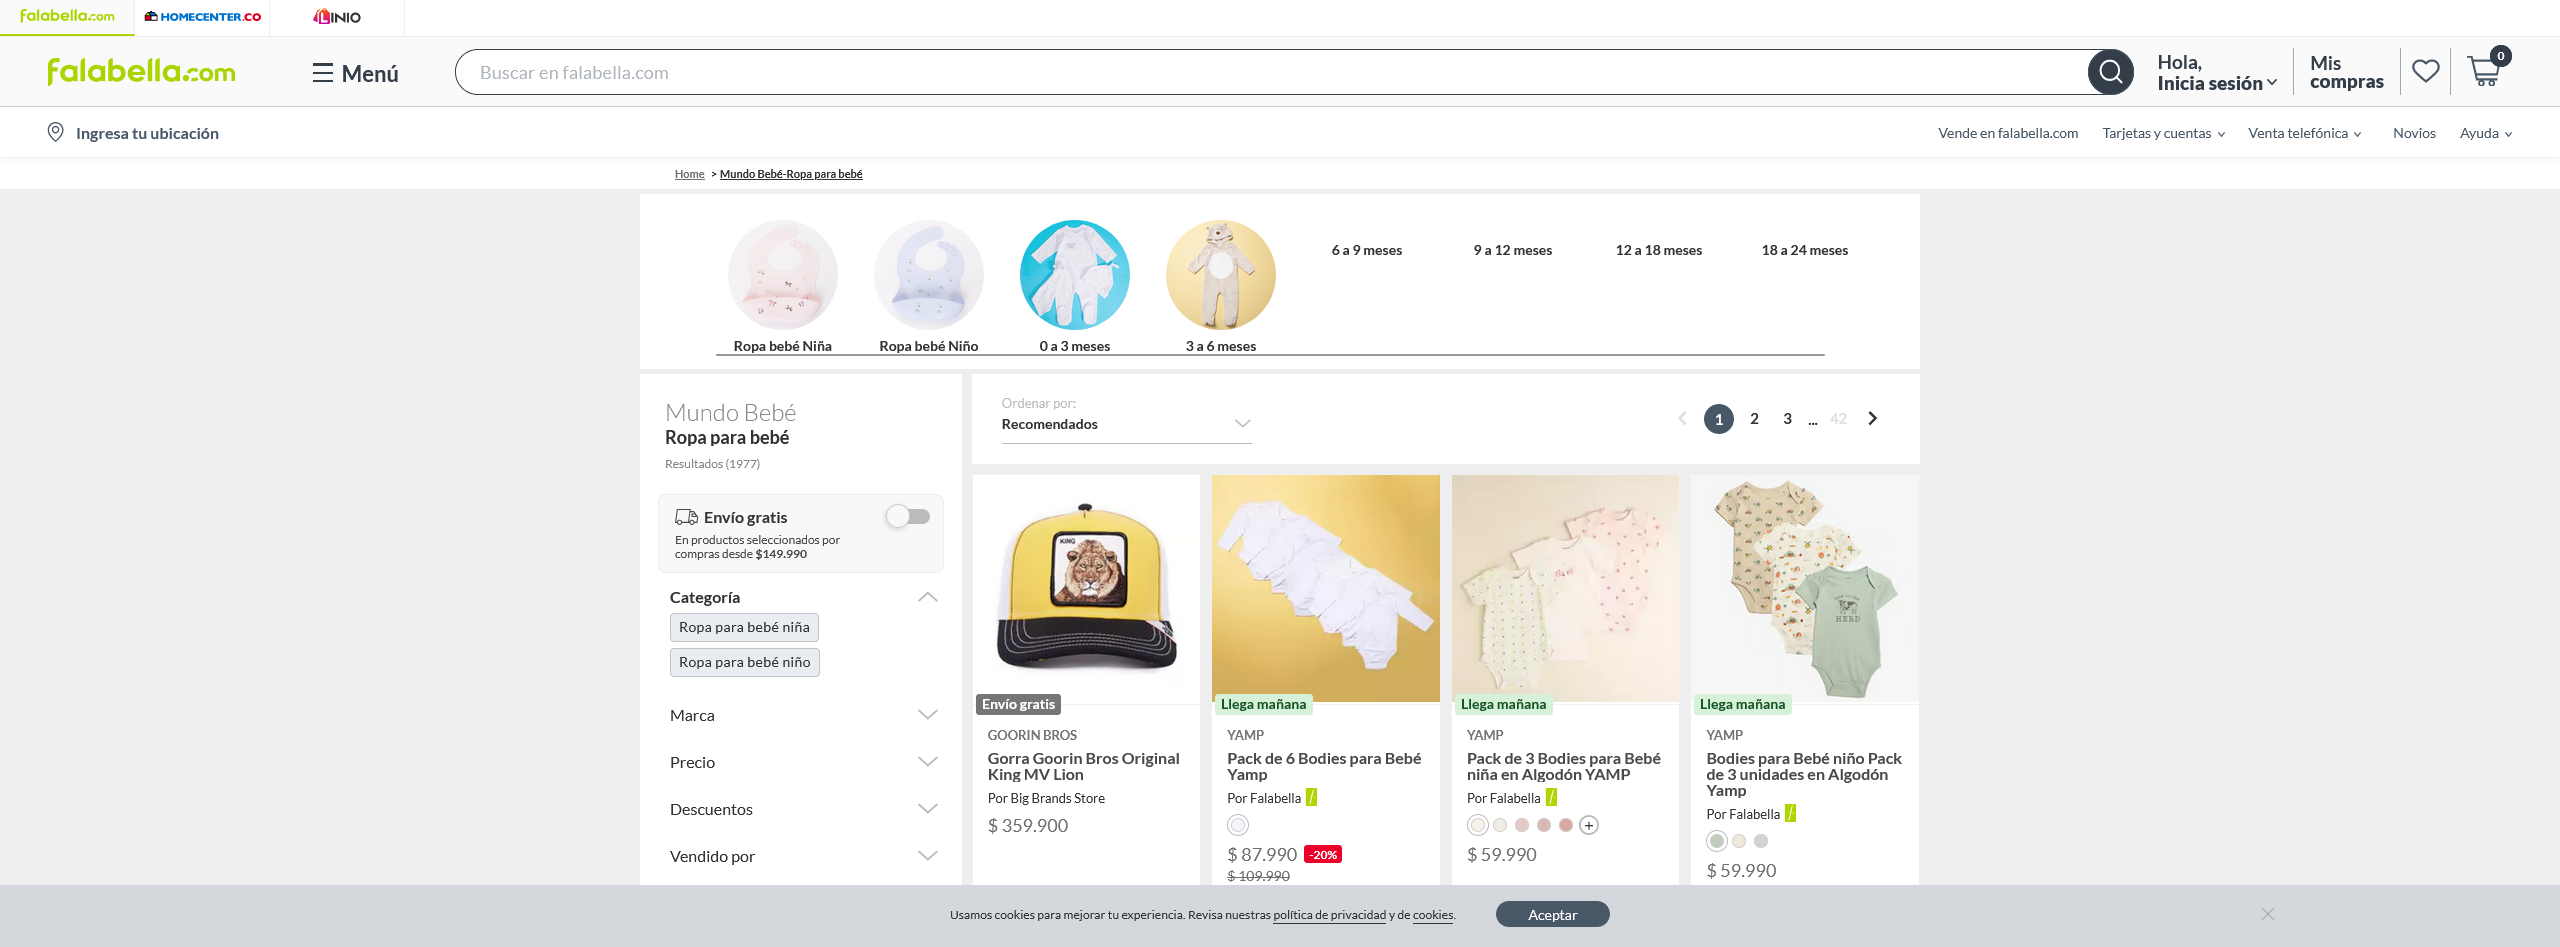 falabella.com
HOMECENTER.CO
LINIO
falabella.com
Menú
Buscar en falabella.com
Hola,
Inicia sesión
Mis
compras
0
Ingresa tu ubicación
Vende en falabella.com
Tarjetas y cuentas
Venta telefónica
Novios
Ayuda
Home > Mundo Bebé-Ropa para bebé
Ropa bebé Niña
Ropa bebé Niño
0 a 3 meses
3 a 6 meses
6 a 9 meses
9 a 12 meses
12 a 18 meses
18 a 24 meses
Mundo Bebé
Ropa para bebé
Resultados (1977)
Envío gratis
En productos seleccionados por
compras desde $149.990
Categoría
Ropa para bebé niña
Ropa para bebé niño
Marca
Precio
Descuentos
Vendido por
Ordenar por:
Recomendados
1 2 3 ... 42
KING
Envío gratis
GOORIN BROS
Gorra Goorin Bros Original
King MV Lion
Por Big Brands Store
$ 359.900
Llega mañana
YAMP
Pack de 6 Bodies para Bebé
Yamp
Por Falabella
$ 87.990 -20%
$ 109.990
Llega mañana
YAMP
Pack de 3 Bodies para Bebé
niña en Algodón YAMP
Por Falabella
+
$ 59.990
HERD
Llega mañana
YAMP
Bodies para Bebé niño Pack
de 3 unidades en Algodón
Yamp
Por Falabella
$ 59.990
Usamos cookies para mejorar tu experiencia. Revisa nuestras política de privacidad y de cookies.
Aceptar